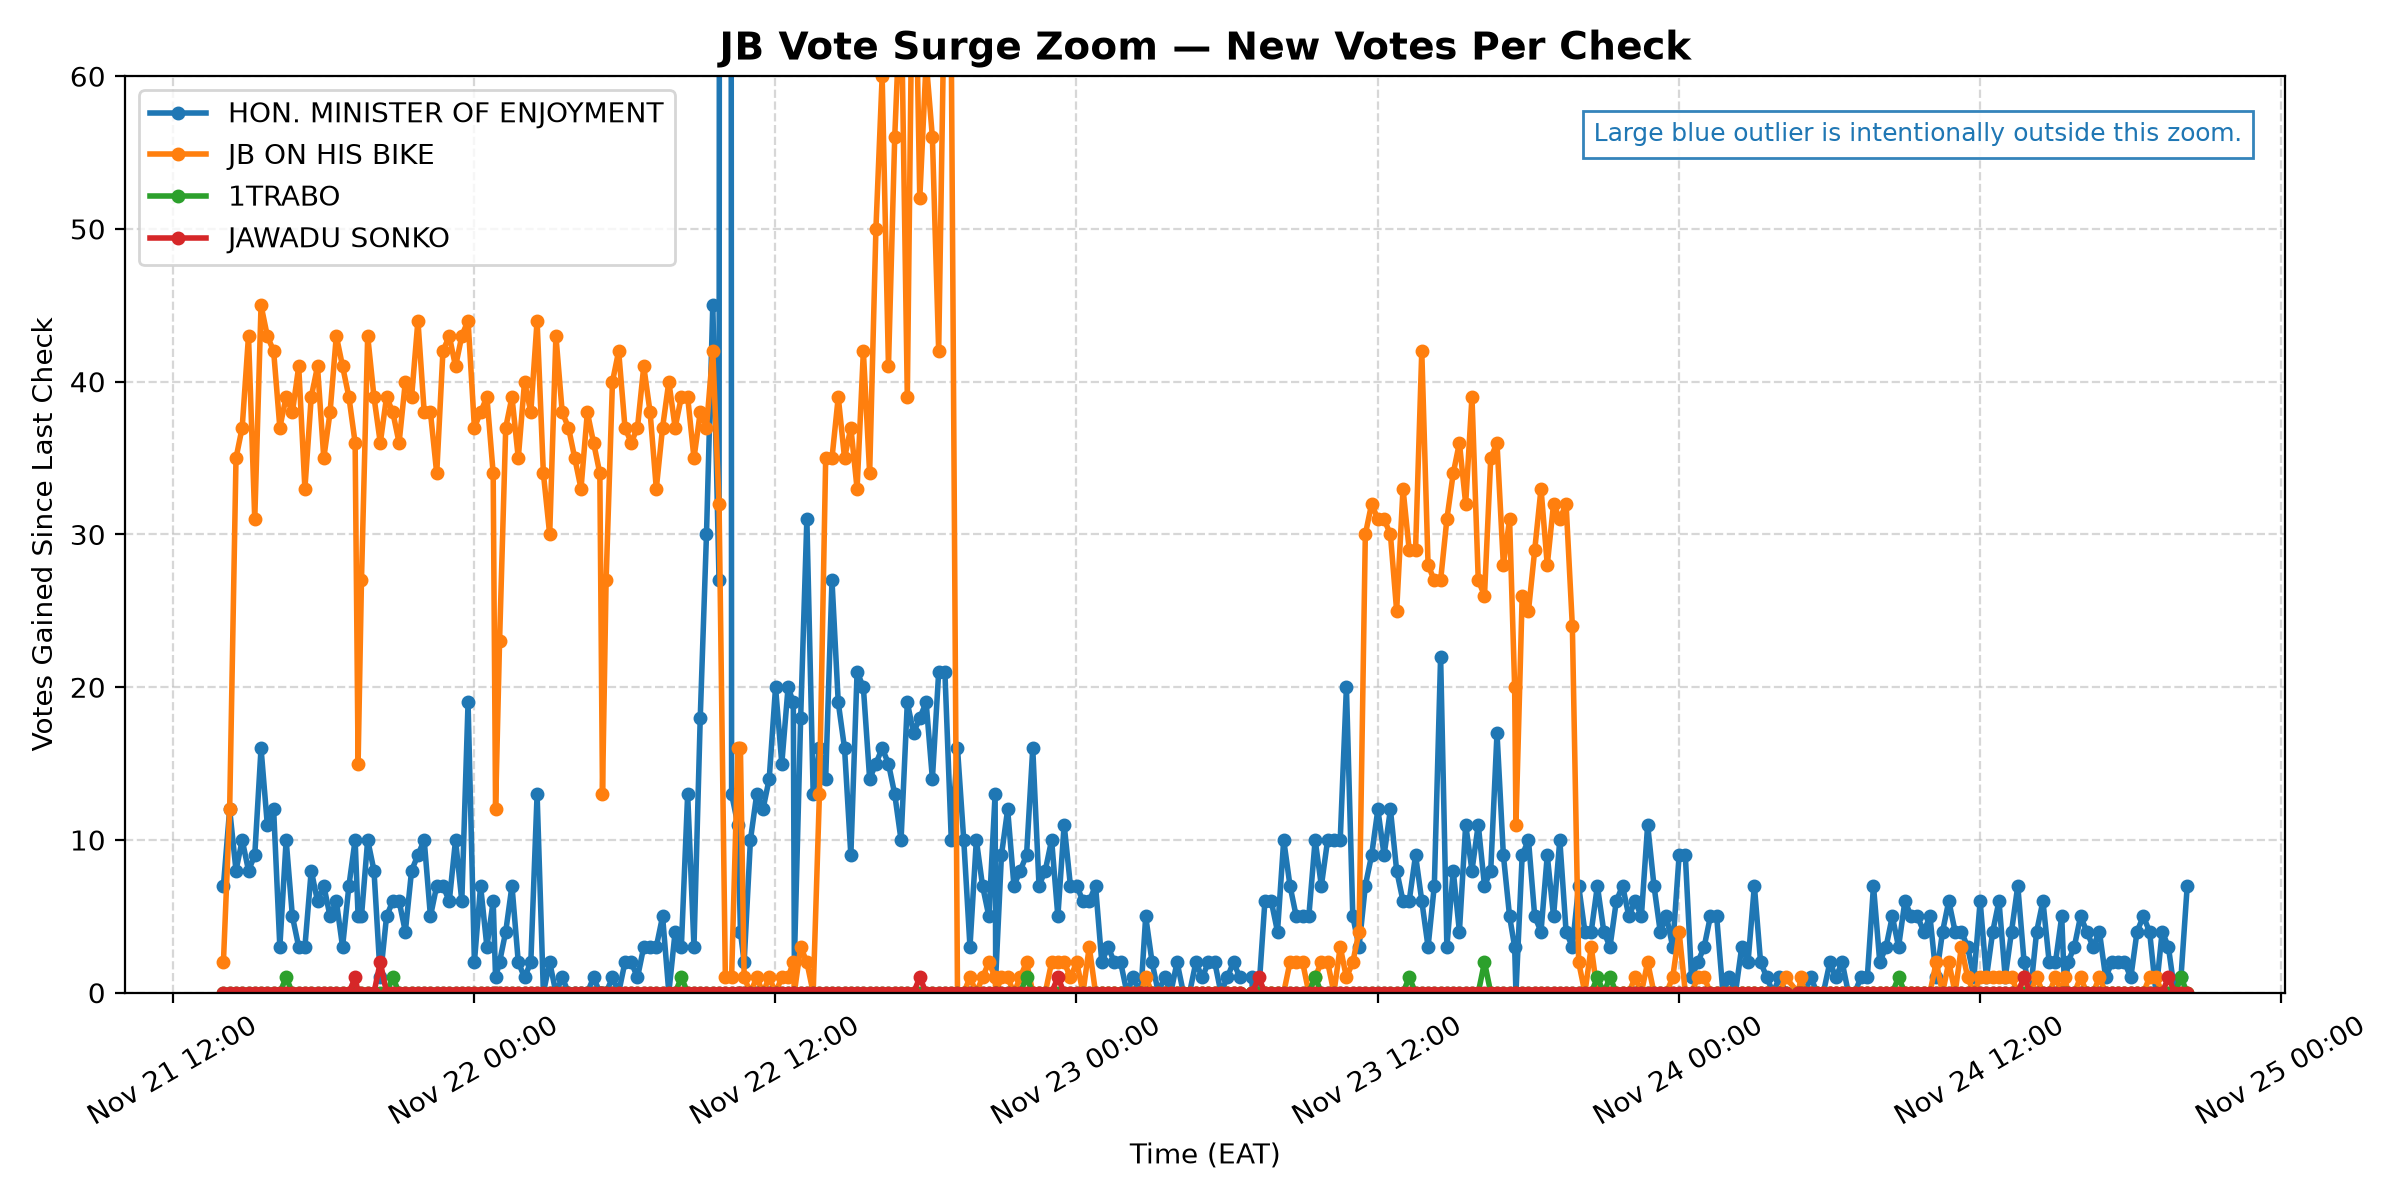 JB Vote Surge Zoom — New Votes Per Check
60
50
40
30
20
10
0
Votes Gained Since Last Check
HON. MINISTER OF ENJOYMENT
JB ON HIS BIKE
1TRABO
JAWADU SONKO
Large blue outlier is intentionally outside this zoom.
Nov 21 12:00
Nov 22 00:00
Nov 22 12:00
Nov 23 00:00
Nov 23 12:00
Nov 24 00:00
Nov 24 12:00
Nov 25 00:00
Time (EAT)